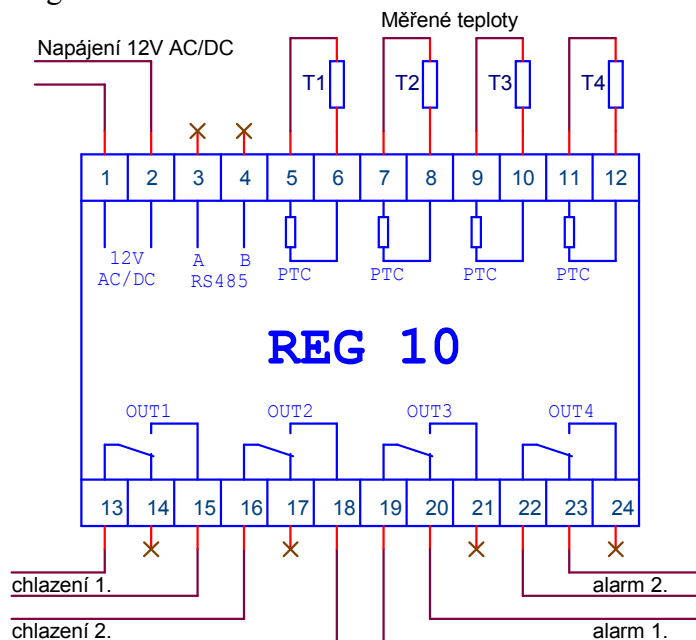 Měřené teploty
Napájení 12V AC/DC
T1 T2 T3 T4
1 2 3 4 5 6 7 8 9 10 11 12
12V A B PTC PTC PTC PTC
AC/DC RS485
REG 10
OUT1 OUT2 OUT3 OUT4
13 14 15 16 17 18 19 20 21 22 23 24
chlazení 1. alarm 2.
chlazení 2. alarm 1.